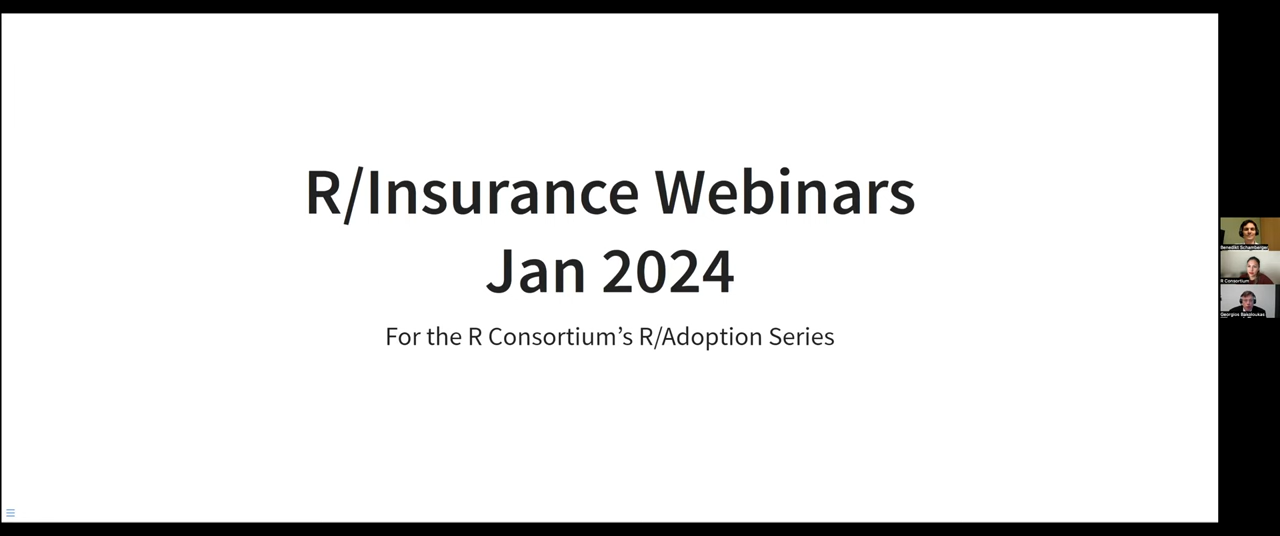 R/Insurance Webinars
Jan 2024
For the R Consortium’s R/Adoption Series
Benedikt Schamberger
R Consortium
Georgios Bakoloukas